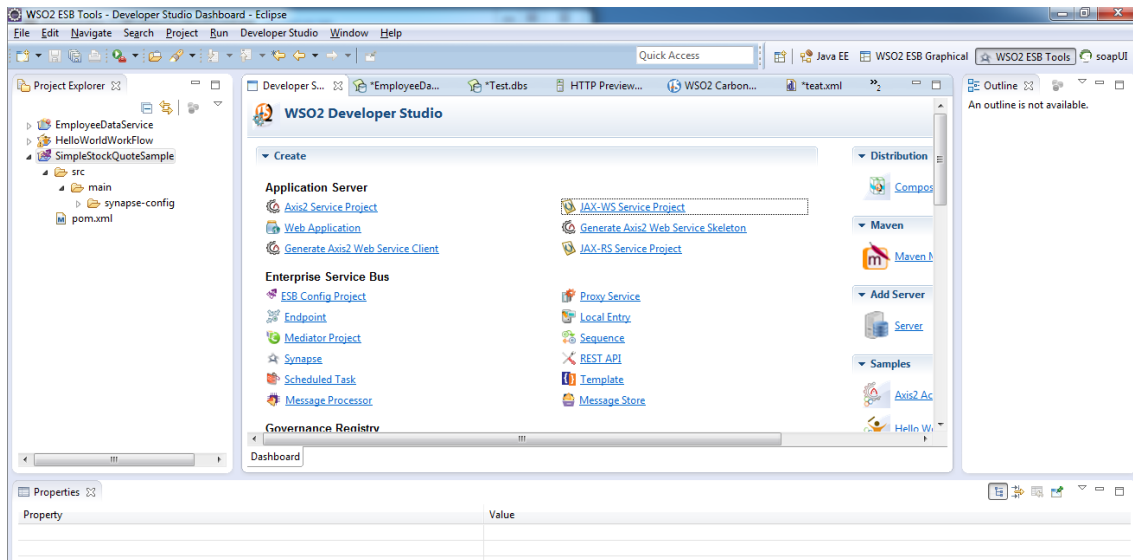 WSO2 ESB Tools - Developer Studio Dashboard - Eclipse
File Edit Navigate Search Project Run Developer Studio Window Help
Quick Access
Java EE
WSO2 ESB Graphical
WSO2 ESB Tools
soapUI
Project Explorer
EmployeeDataService
HelloWorldWorkFlow
SimpleStockQuoteSample
src
main
synapse-config
pom.xml
Developer S...
*EmployeeDa...
*Test.dbs
HTTP Preview...
WSO2 Carbon...
*teat.xml
»2
WSO2 Developer Studio
Create
Application Server
Axis2 Service Project
JAX-WS Service Project
Web Application
Generate Axis2 Web Service Skeleton
Generate Axis2 Web Service Client
JAX-RS Service Project
Enterprise Service Bus
ESB Config Project
Proxy Service
Endpoint
Local Entry
Mediator Project
Sequence
Synapse
REST API
Scheduled Task
Template
Message Processor
Message Store
Governance Registry
Distribution
Compos
Maven
Maven M
Add Server
Server
Samples
Axis2 Ac
Hello Wo
Dashboard
Outline
An outline is not available.
Properties
Property
Value